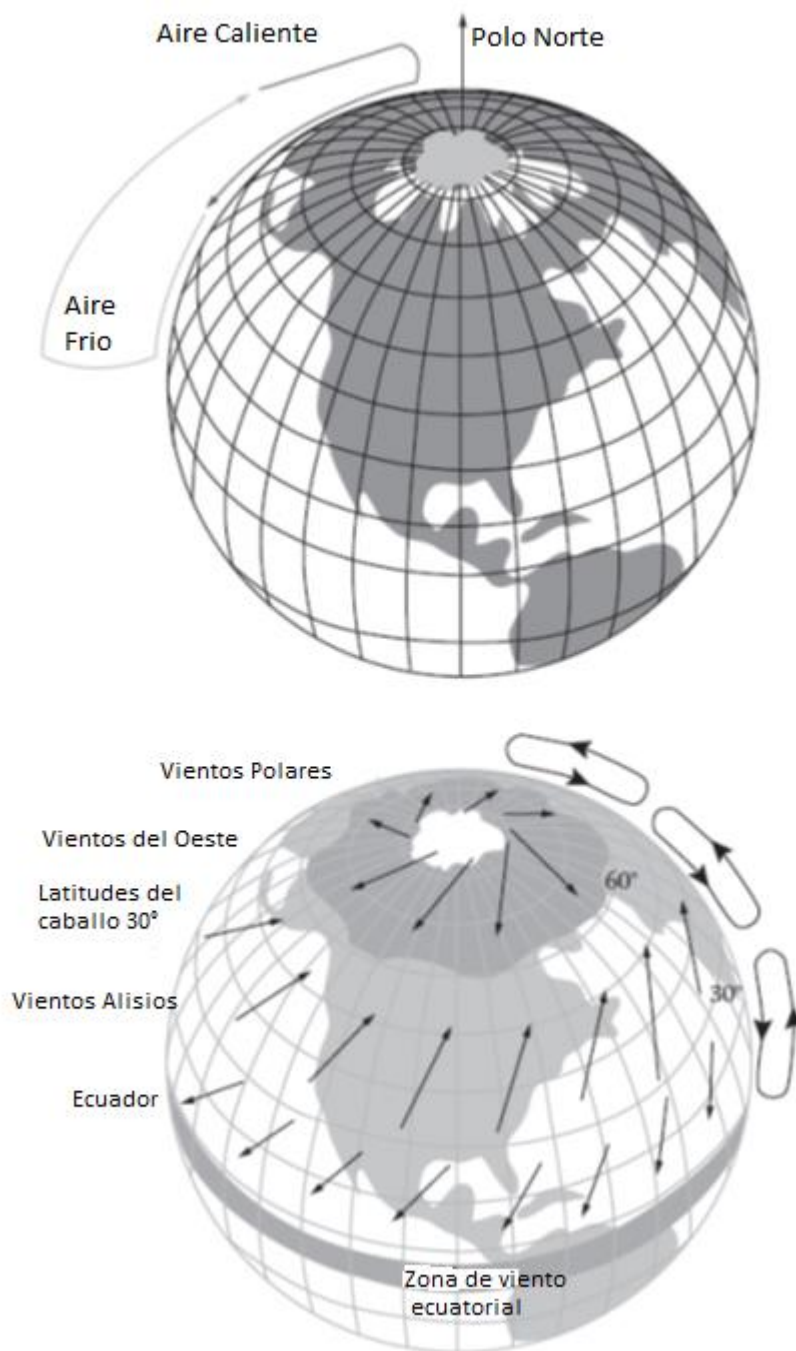 Aire Caliente
Polo Norte
Aire
Frio
Vientos Polares
Vientos del Oeste
60°
Latitudes del
caballo 30°
Vientos Alisios
30°
Ecuador
Zona de viento
ecuatorial